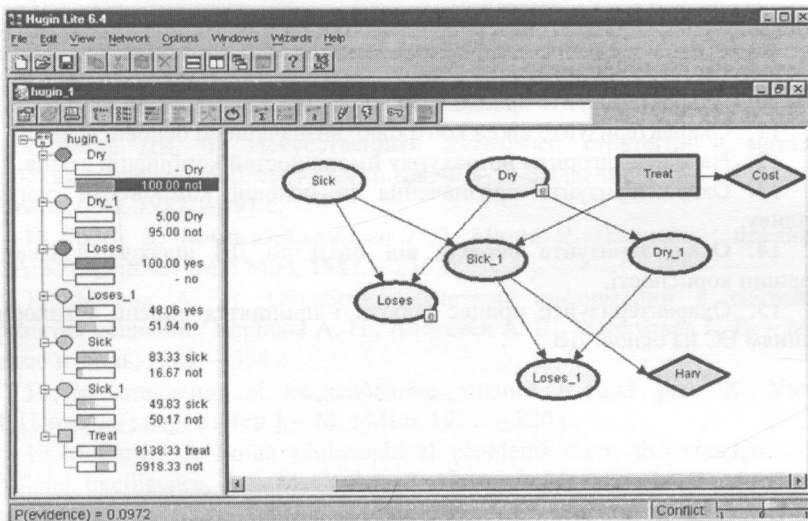 Hugin Lite 6.4
File Edit View Network Options Windows Wizards Help
hugin_1
hugin_1
Dry
- Dry
100.00 not
Dry_1
5.00 Dry
95.00 not
Loses
100.00 yes
- no
Loses_1
48.06 yes
51.94 no
Sick
83.33 sick
16.67 not
Sick_1
49.83 sick
50.17 not
Treat
9138.33 treat
5918.33 not
Sick
Dry
e
Treat
Cost
Sick_1
Dry_1
Loses
e
Loses_1
Harv
P(evidence) = 0.0972
Conflict: